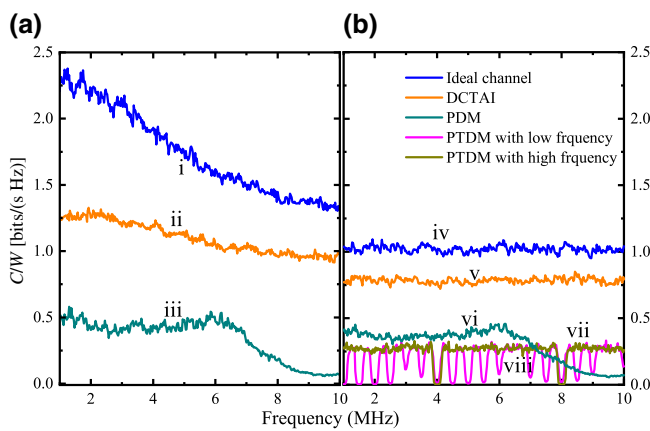 (a)
(b)
C/W [bits/(s Hz)]
2.5
2.0
1.5
1.0
0.5
0.0
i
ii
iii
2
4
6
8
10
Ideal channel
DCTAI
PDM
PTDM with low frquency
PTDM with high frquency
iv
v
vi
vii
viii
2
4
6
8
10
2.5
2.0
1.5
1.0
0.5
0.0
Frequency (MHz)